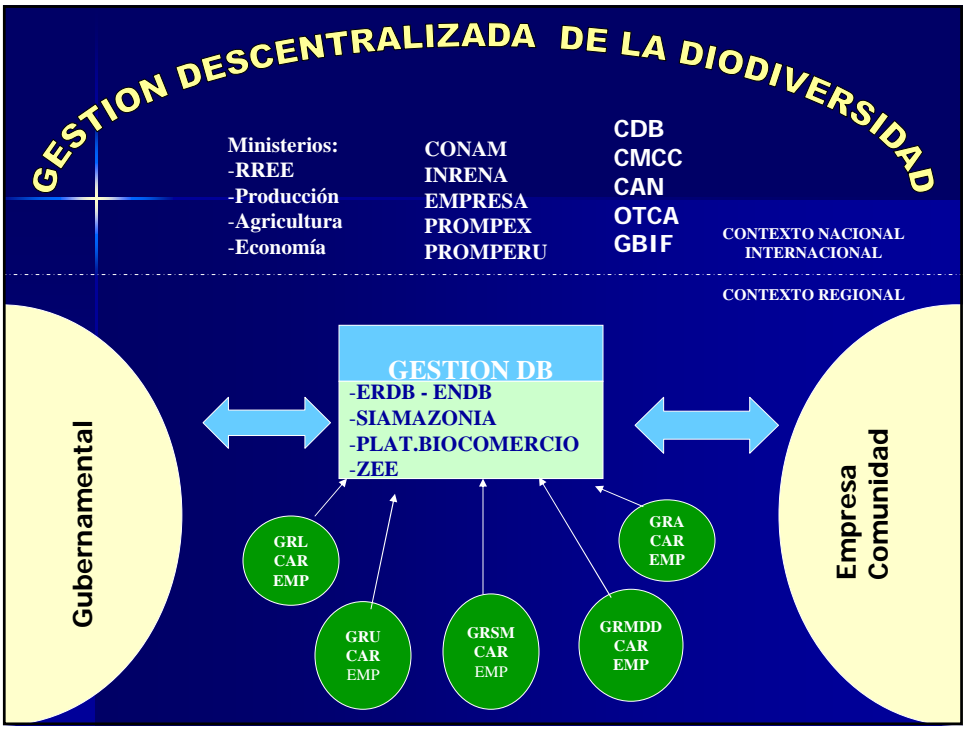 GESTION DESCENTRALIZADA DE LA DIODIVERSIDAD
Ministerios:
-RREE
-Producción
-Agricultura
-Economía
CONAM
INRENA
EMPRESA
PROMPEX
PROMPERU
CDB
CMCC
CAN
OTCA
GBIF
CONTEXTO NACIONAL
INTERNACIONAL
CONTEXTO REGIONAL
Gubernamental
GESTION DB
-ERDB - ENDB
-SIAMAZONIA
-PLAT.BIOCOMERCIO
-ZEE
Empresa
Comunidad
GRL
CAR
EMP
GRU
CAR
EMP
GRSM
CAR
EMP
GRMDD
CAR
EMP
GRA
CAR
EMP